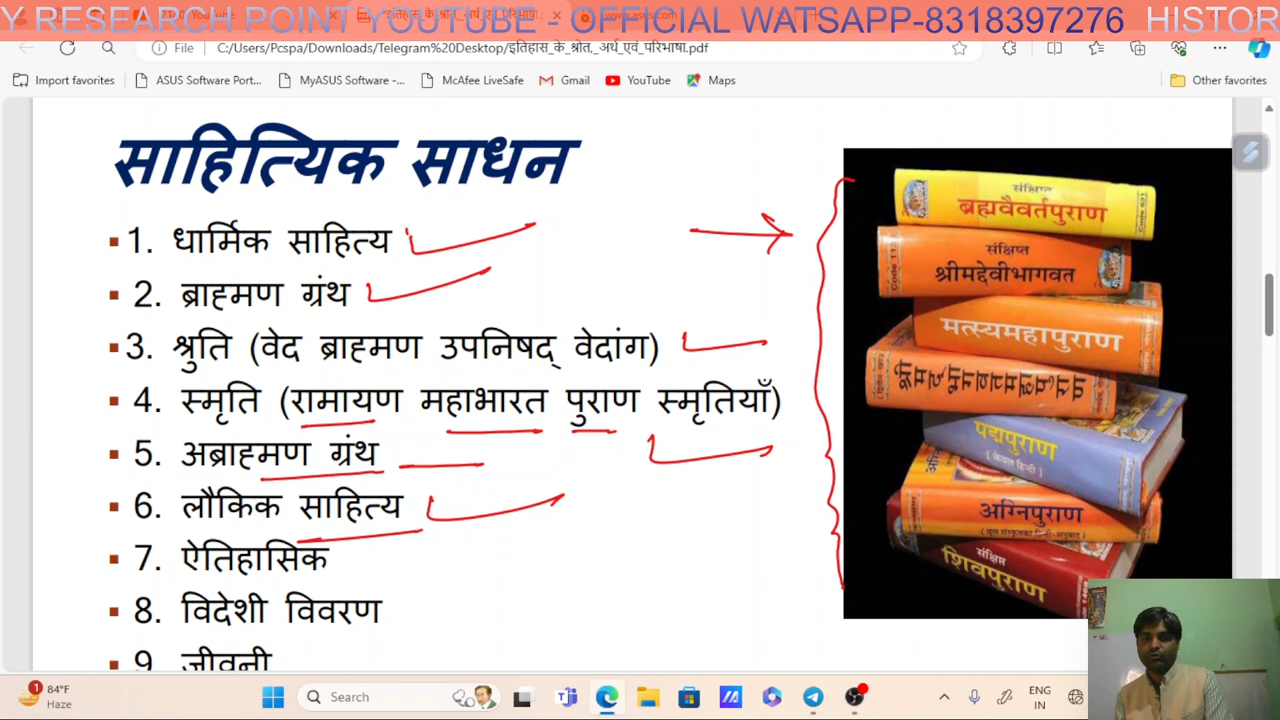 Y RESEARCH POINT YOUTUBE - OFFICIAL WATSAPP-8318397276 HISTOR
File C:/Users/Pcspa/Downloads/Telegram%20Desktop/इतिहास_के_श्रोत,_अर्थ_एवं_परिभाषा.pdf
Import favorites ASUS Software Port... MyASUS Software -... McAfee LiveSafe Gmail YouTube Maps Other favorites
साहित्यिक साधन
1. धार्मिक साहित्य
2. ब्राह्मण ग्रंथ
3. श्रुति (वेद ब्राह्मण उपनिषद् वेदांग)
4. स्मृति (रामायण महाभारत पुराण स्मृतियाँ)
5. अब्राह्मण ग्रंथ
6. लौकिक साहित्य
7. ऐतिहासिक
8. विदेशी विवरण
9. जीवनी
संक्षिप्त
ब्रह्मवैवर्तपुराण
संक्षिप्त
श्रीमद्देवीभागवत
मत्स्यमहापुराण
पद्मपुराण
[केवल हिन्दी]
अग्निपुराण
संक्षिप्त
शिवपुराण
1
84°F
Haze
Search
ENG
IN